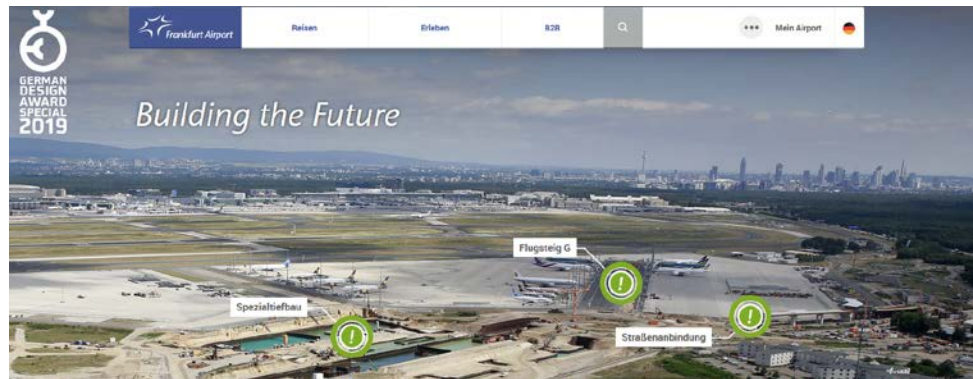 GERMAN
DESIGN
AWARD
SPECIAL
2019
Frankfurt Airport
Reisen
Erleben
B2B
Mein Airport
Building the Future
Flugsteig G
Spezialtiefbau
Straßenanbindung